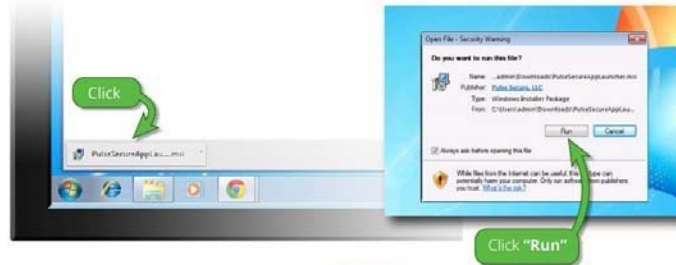 Click
PulseSecureAppLau....msi
Open File - Security Warning
Do you want to run this file?
Name: ...admin\Downloads\PulseSecureAppLauncher.msi
Publisher: Pulse Secure, LLC
Type: Windows Installer Package
From: C:\Users\admin\Downloads\PulseSecureAppLau...
Run
Cancel
Always ask before opening this file
While files from the Internet can be useful, this file type can
potentially harm your computer. Only run software from publishers
you trust. What's the risk?
Click "Run"